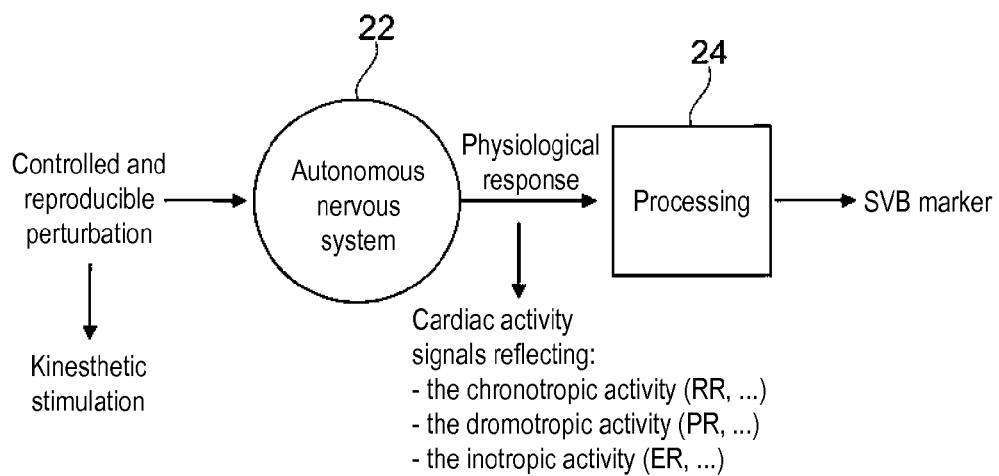 22
24
Controlled and
reproducible
perturbation
Autonomous
nervous
system
Physiological
response
Processing
SVB marker
Kinesthetic
stimulation
Cardiac activity
signals reflecting:
- the chronotropic activity (RR, ...)
- the dromotropic activity (PR, ...)
- the inotropic activity (ER, ...)